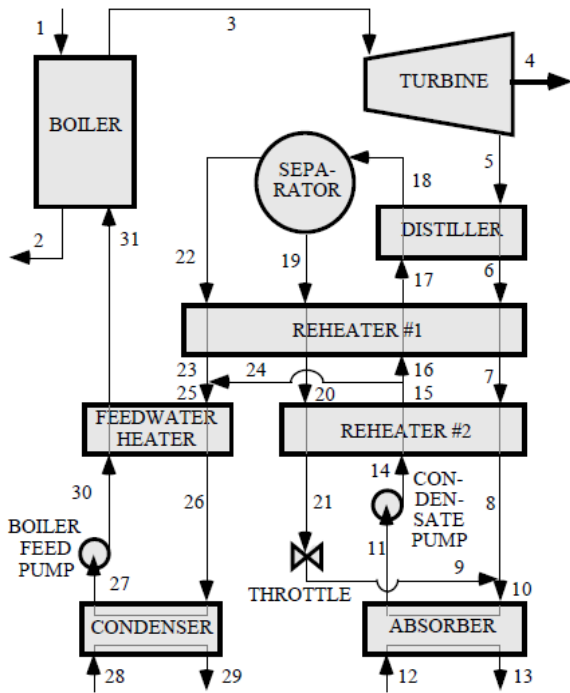 1
3
4
BOILER
TURBINE
5
SEPA-
RATOR
18
DISTILLER
2
31
22
19
17
6
REHEATER #1
23
24
16
7
25
20
15
FEEDWATER
HEATER
REHEATER #2
14
CON-
DEN-
SATE
PUMP
30
26
21
8
BOILER
FEED
PUMP
11
27
THROTTLE
9
10
CONDENSER
ABSORBER
28
29
12
13